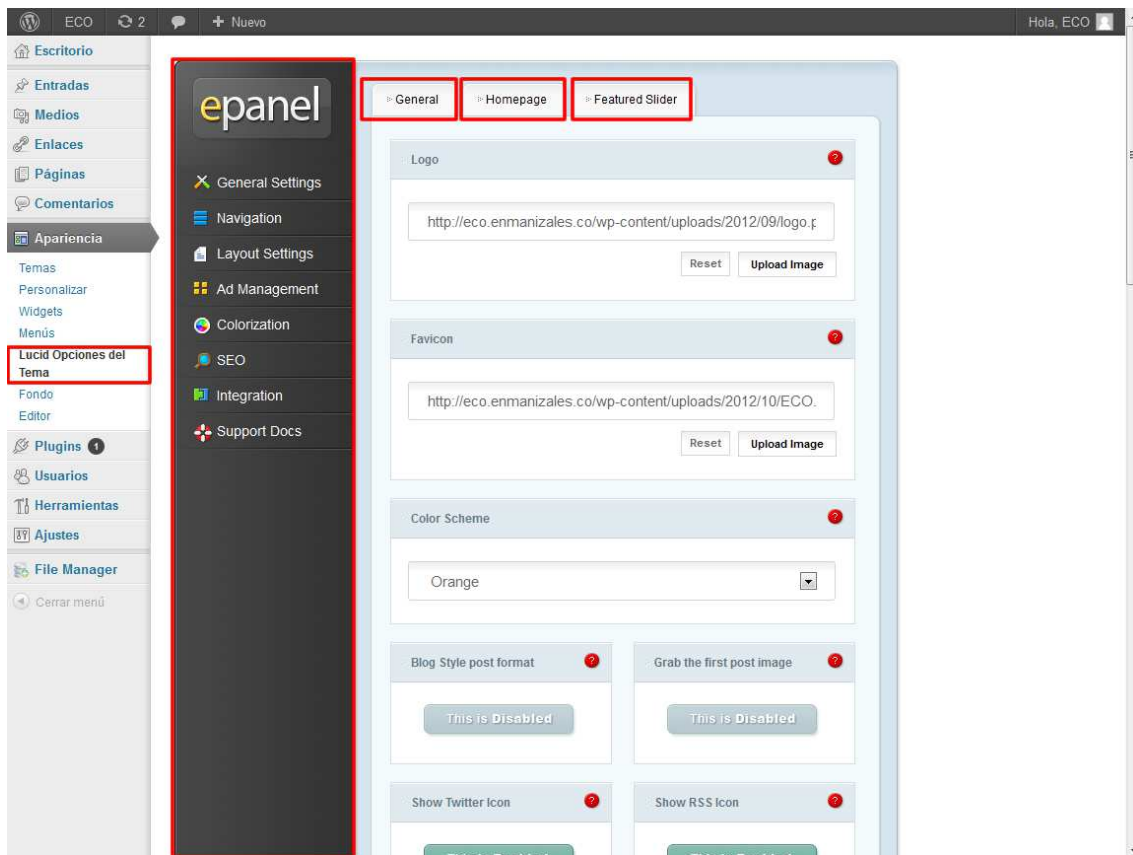 ECO
2
+ Nuevo
Hola, ECO
Escritorio
Entradas
Medios
Enlaces
Páginas
Comentarios
Apariencia
Temas
Personalizar
Widgets
Menús
Lucid Opciones del
Tema
Fondo
Editor
Plugins 1
Usuarios
Herramientas
Ajustes
File Manager
Cerrar menú
epanel
General Settings
Navigation
Layout Settings
Ad Management
Colorization
SEO
Integration
Support Docs
General
Homepage
Featured Slider
Logo
?
http://eco.enmanizales.co/wp-content/uploads/2012/09/logo.p
Reset
Upload Image
Favicon
?
http://eco.enmanizales.co/wp-content/uploads/2012/10/ECO.
Reset
Upload Image
Color Scheme
?
Orange
Blog Style post format
?
Grab the first post image
?
This is Disabled
This is Disabled
Show Twitter Icon
?
Show RSS Icon
?